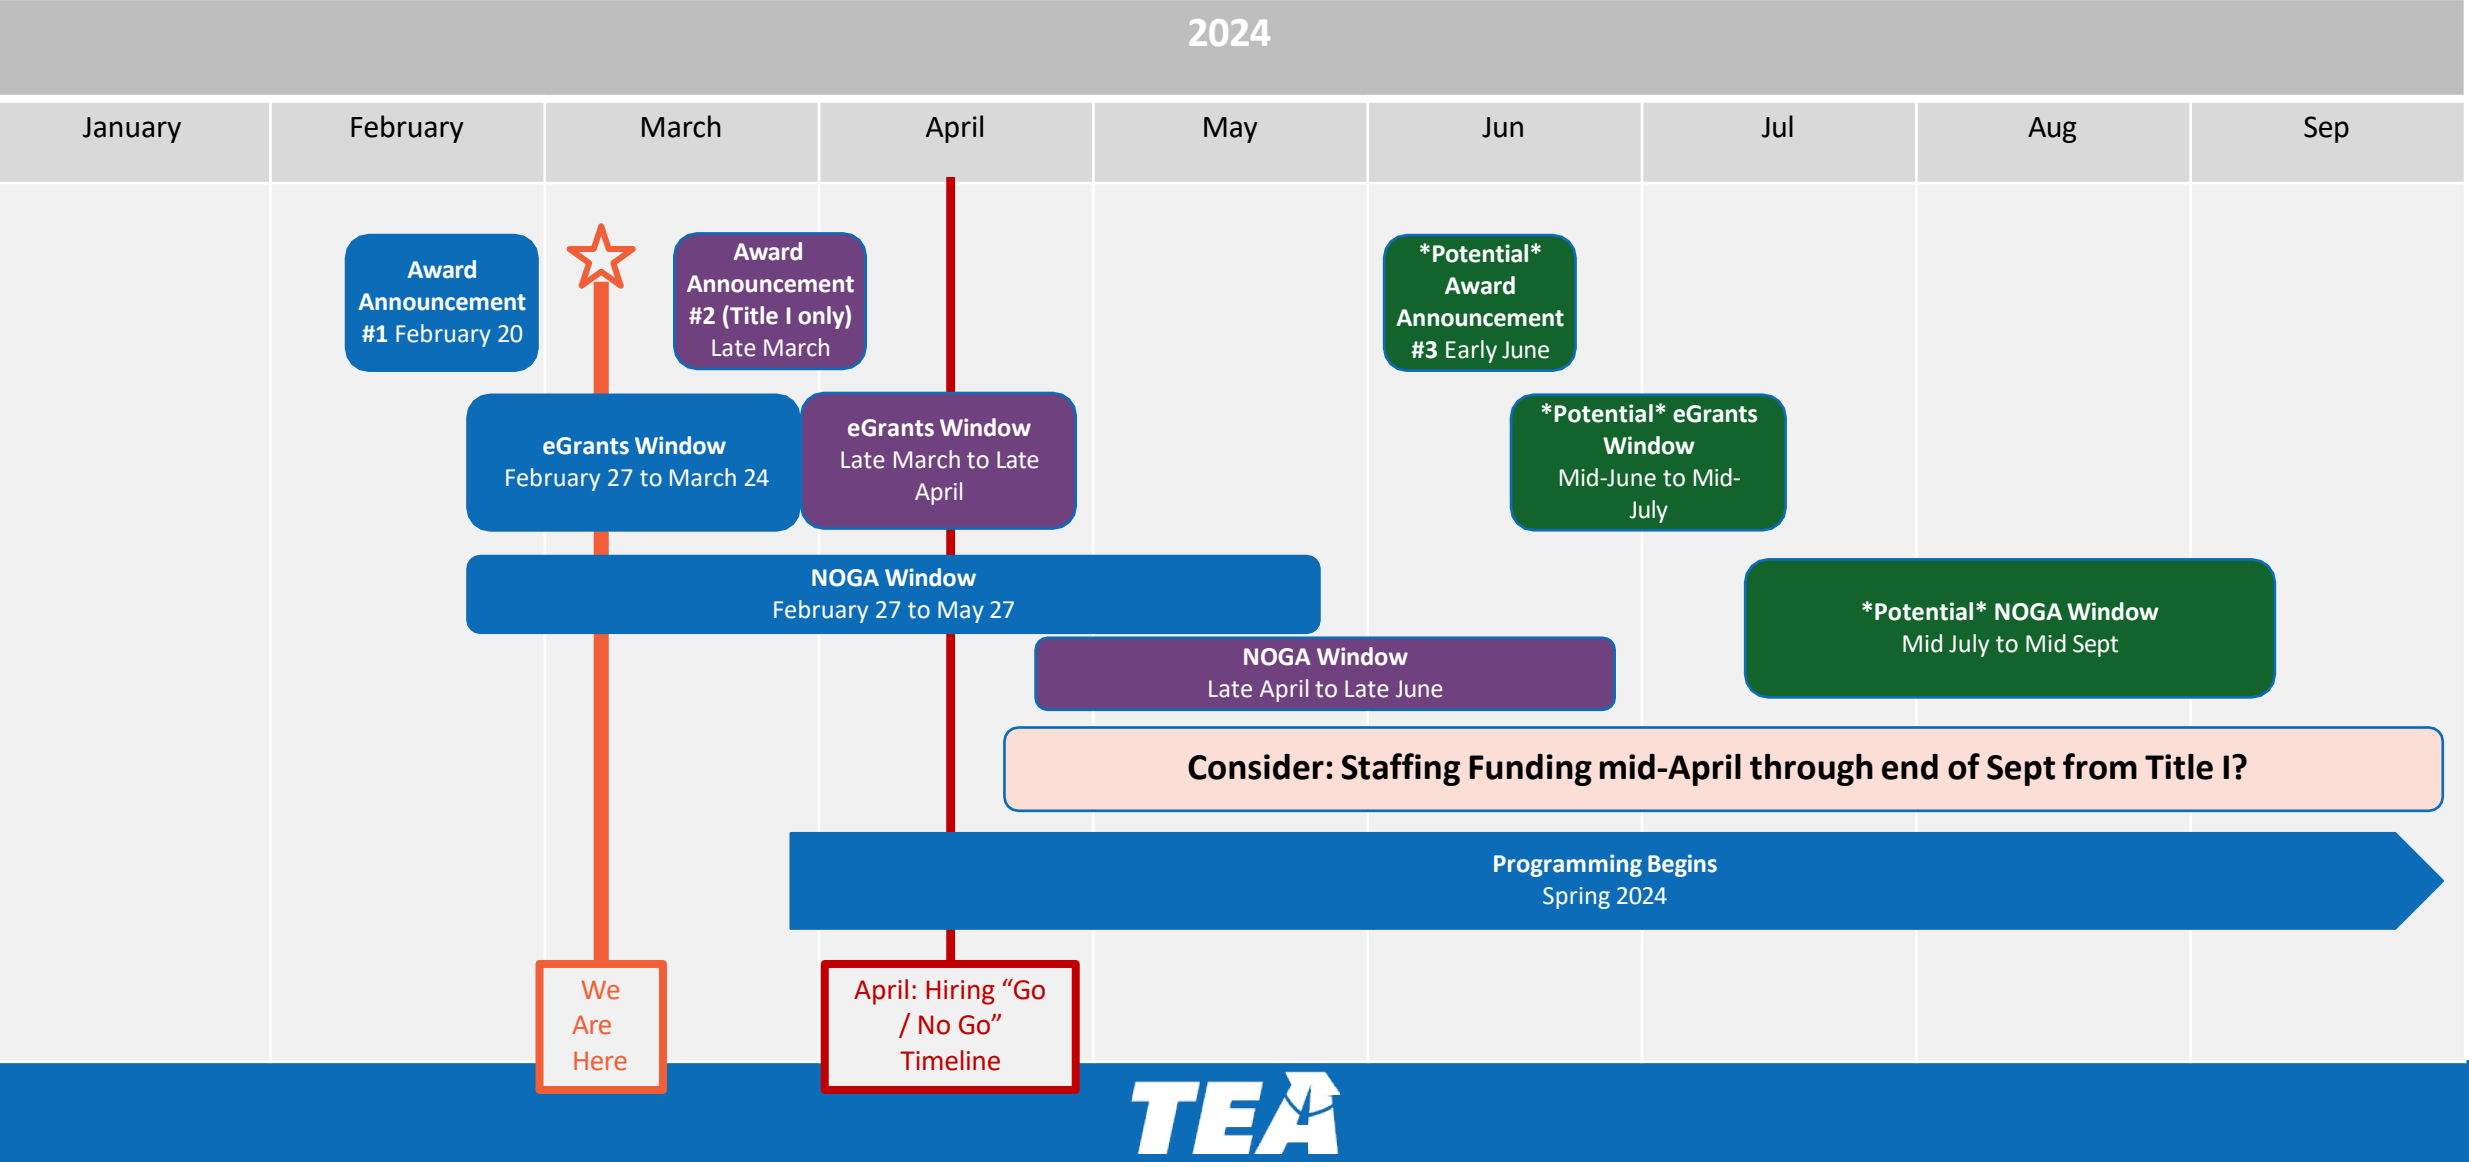 2024
January
February
March
April
May
Jun
Jul
Aug
Sep
Award
Announcement
#1 February 20
Award
Announcement
#2 (Title I only)
Late March
*Potential*
Award
Announcement
#3 Early June
eGrants Window
February 27 to March 24
eGrants Window
Late March to Late
April
*Potential* eGrants
Window
Mid-June to Mid-
July
NOGA Window
February 27 to May 27
*Potential* NOGA Window
Mid July to Mid Sept
NOGA Window
Late April to Late June
Consider: Staffing Funding mid-April through end of Sept from Title I?
Programming Begins
Spring 2024
We
Are
Here
April: Hiring “Go
/ No Go”
Timeline
TEA